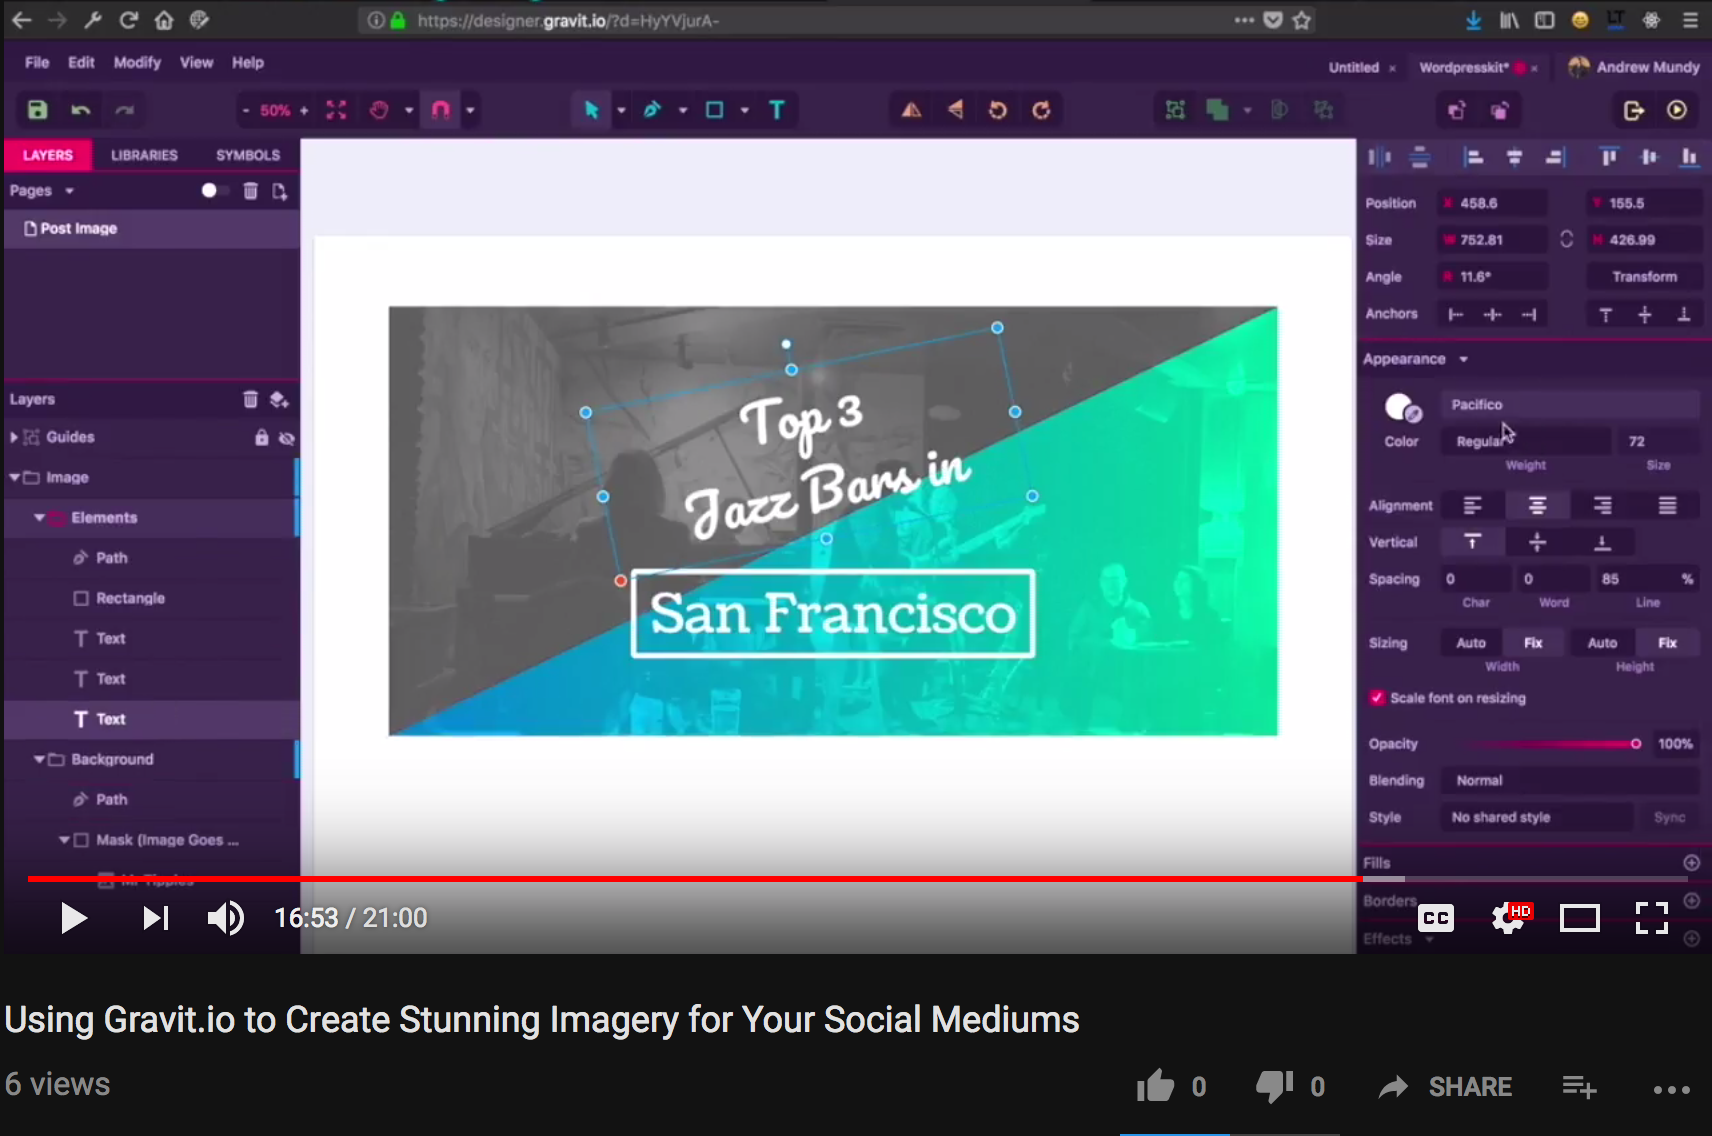 https://designer.gravit.io/?d=HyYVjurA-
File Edit Modify View Help
Untitled × Wordpresskit* × Andrew Mundy
- 50% +
LAYERS LIBRARIES SYMBOLS
Pages
Post Image
Layers
Guides
Image
Elements
Path
Rectangle
Text
Text
Text
Background
Path
Mask (Image Goes ...
Mr Tipples
Top 3
Jazz Bars in
San Francisco
Position X 458.6 Y 155.5
Size W 752.81 H 426.99
Angle R 11.6° Transform
Anchors
Appearance
Pacifico
Color Regular 72
Weight Size
Alignment
Vertical
Spacing 0 0 85 %
Char Word Line
Sizing Auto Fix Auto Fix
Width Height
Scale font on resizing
Opacity 100%
Blending Normal
Style No shared style Sync
Fills
Borders
Effects
16:53 / 21:00
CC HD
Using Gravit.io to Create Stunning Imagery for Your Social Mediums
6 views
0 0 SHARE